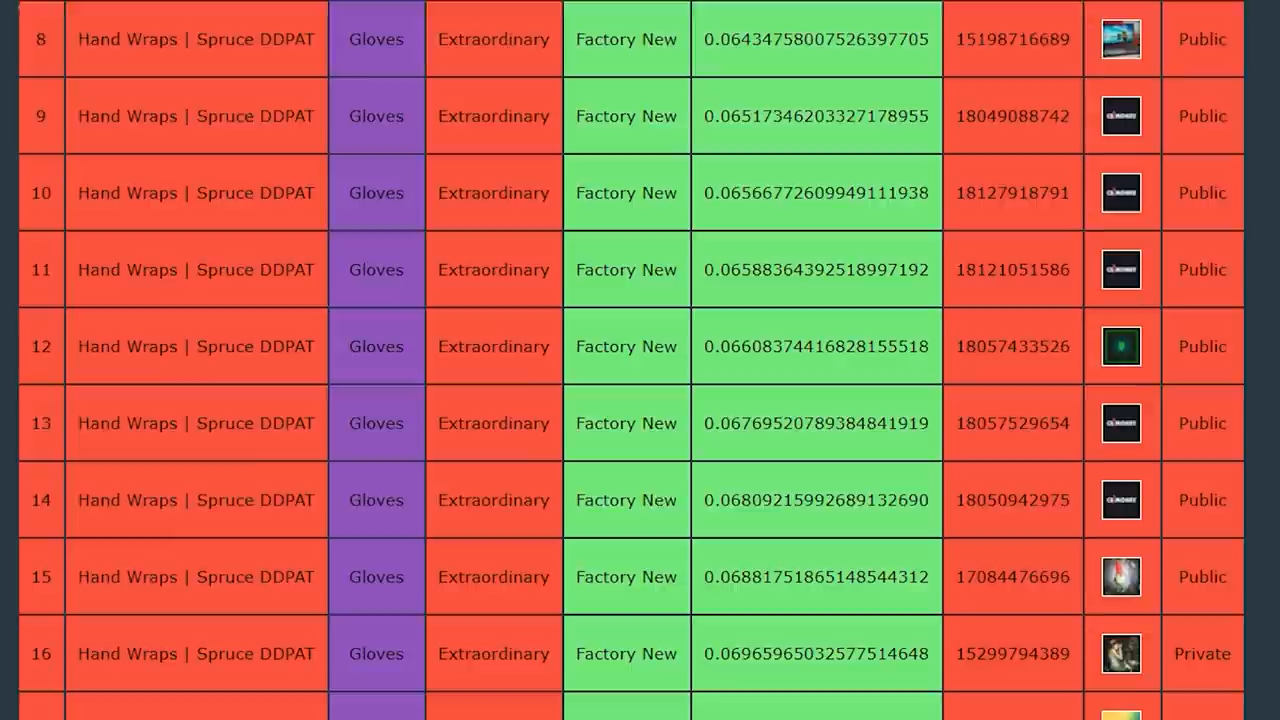 8 Hand Wraps | Spruce DDPAT Gloves Extraordinary Factory New 0.06434758007526397705 15198716689 Public
9 Hand Wraps | Spruce DDPAT Gloves Extraordinary Factory New 0.06517346203327178955 18049088742 Public
10 Hand Wraps | Spruce DDPAT Gloves Extraordinary Factory New 0.06566772609949111938 18127918791 Public
11 Hand Wraps | Spruce DDPAT Gloves Extraordinary Factory New 0.06588364392518997192 18121051586 Public
12 Hand Wraps | Spruce DDPAT Gloves Extraordinary Factory New 0.06608374416828155518 18057433526 Public
13 Hand Wraps | Spruce DDPAT Gloves Extraordinary Factory New 0.06769520789384841919 18057529654 Public
14 Hand Wraps | Spruce DDPAT Gloves Extraordinary Factory New 0.06809215992689132690 18050942975 Public
15 Hand Wraps | Spruce DDPAT Gloves Extraordinary Factory New 0.06881751865148544312 17084476696 Public
16 Hand Wraps | Spruce DDPAT Gloves Extraordinary Factory New 0.06965965032577514648 15299794389 Private